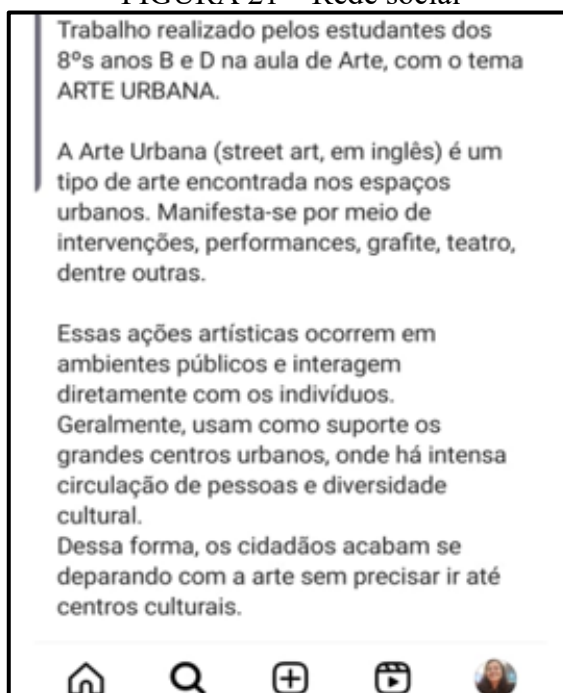 FIGURA 21 – Rede social
Trabalho realizado pelos estudantes dos
8ºs anos B e D na aula de Arte, com o tema
ARTE URBANA.
A Arte Urbana (street art, em inglês) é um
tipo de arte encontrada nos espaços
urbanos. Manifesta-se por meio de
intervenções, performances, grafite, teatro,
dentre outras.
Essas ações artísticas ocorrem em
ambientes públicos e interagem
diretamente com os indivíduos.
Geralmente, usam como suporte os
grandes centros urbanos, onde há intensa
circulação de pessoas e diversidade
cultural.
Dessa forma, os cidadãos acabam se
deparando com a arte sem precisar ir até
centros culturais.